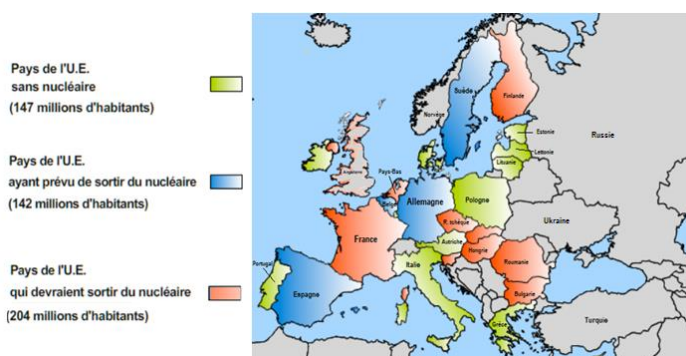 Pays de l'U.E.
sans nucléaire
(147 millions d'habitants)
Pays de l'U.E.
ayant prévu de sortir du nucléaire
(142 millions d'habitants)
Pays de l'U.E.
qui devraient sortir du nucléaire
(204 millions d'habitants)
Suède
Finlande
Norvège
Estonie
Russie
Lettonie
Lituanie
Pays-Bas
Allemagne
Pologne
Ukraine
R. tchèque
France
Autriche
Hongrie
Italie
Roumanie
Portugal
Espagne
Bulgarie
Grèce
Turquie